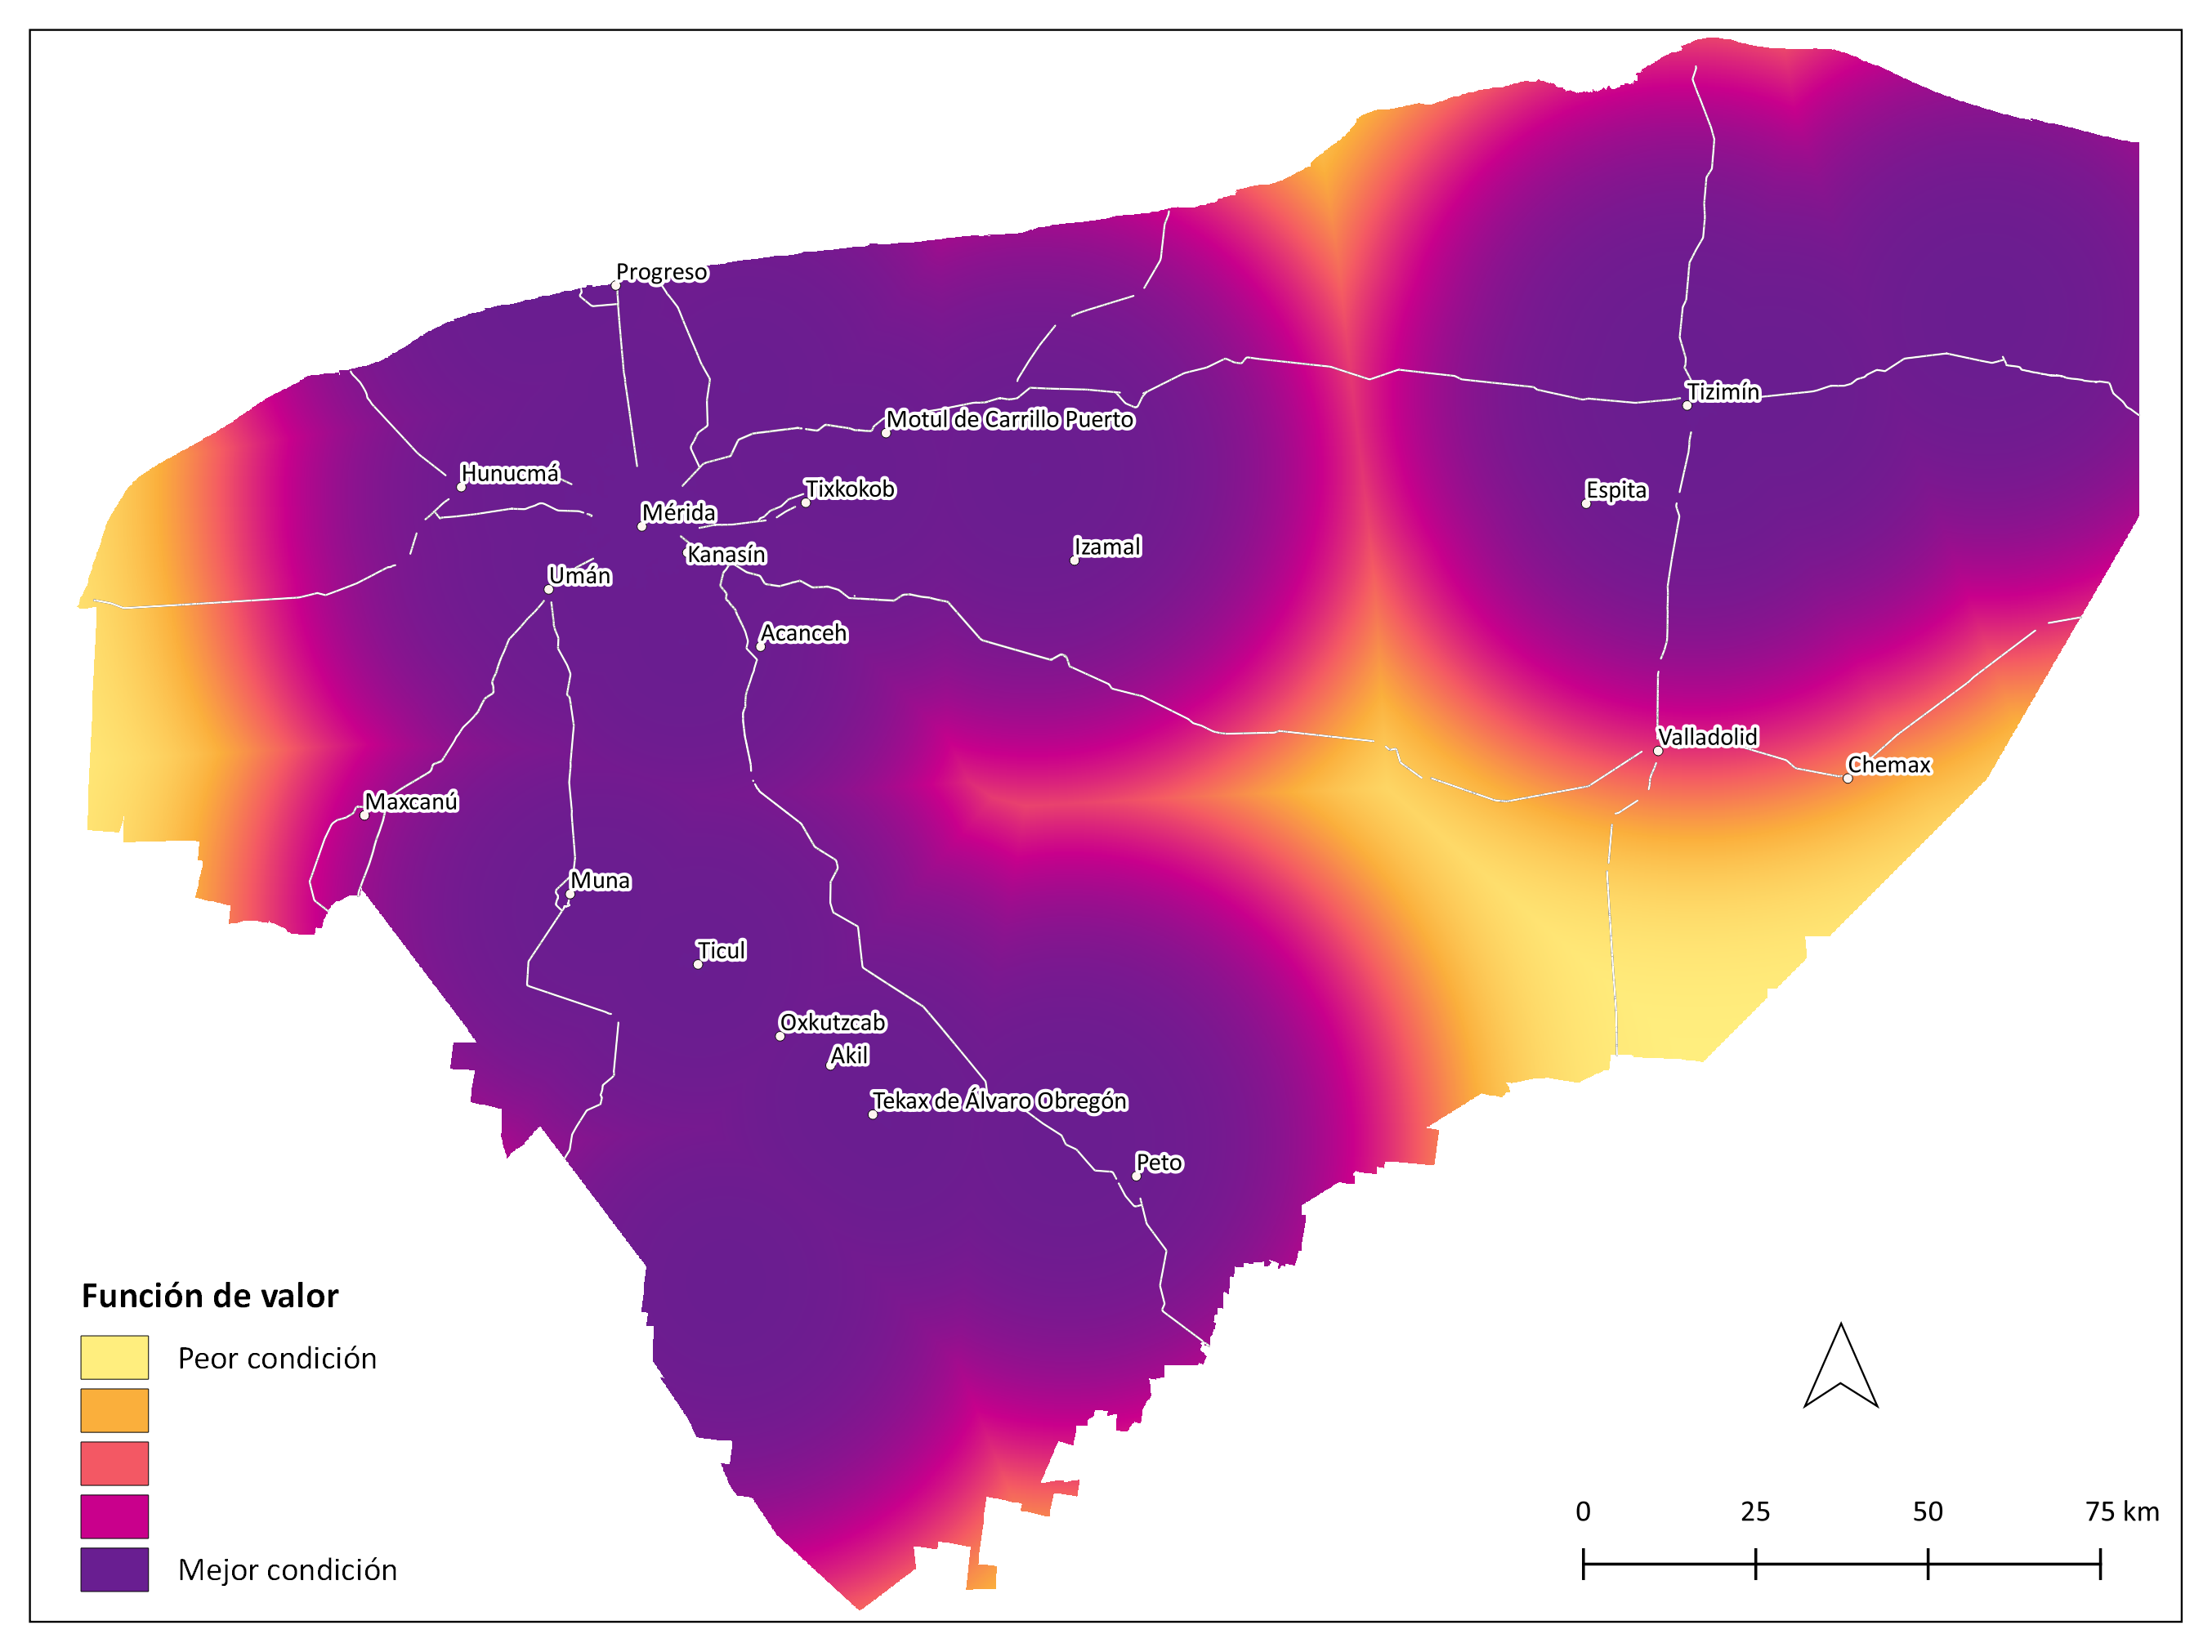 Progreso
Tizimín
Motul de Carrillo Puerto
Hunucmá
Tixkokob
Espita
Mérida
Izamal
Kanasín
Umán
Acanceh
Valladolid
Chemax
Maxcanú
Muna
Ticul
Oxkutzcab
Akil
Tekax de Álvaro Obregón
Peto
Función de valor
Peor condición
Mejor condición
0 25 50 75 km